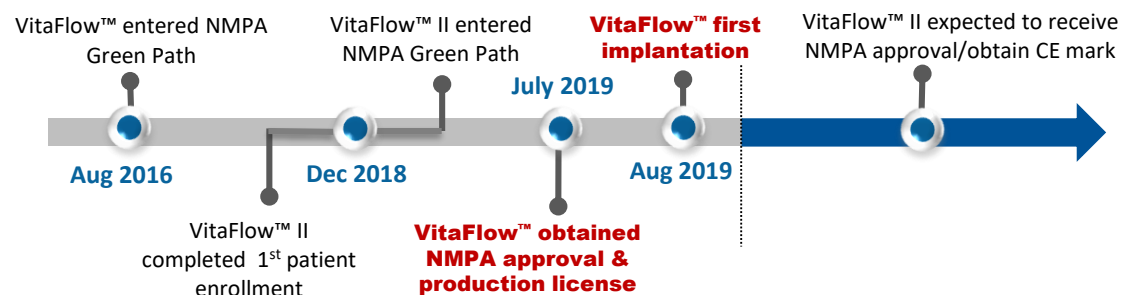 VitaFlow™ entered NMPA
Green Path
VitaFlow™ II entered
NMPA Green Path
VitaFlow™ first
implantation
VitaFlow™ II expected to receive
NMPA approval/obtain CE mark
July 2019
Aug 2016
Dec 2018
Aug 2019
VitaFlow™ II
completed 1st patient
enrollment
VitaFlow™ obtained
NMPA approval &
production license